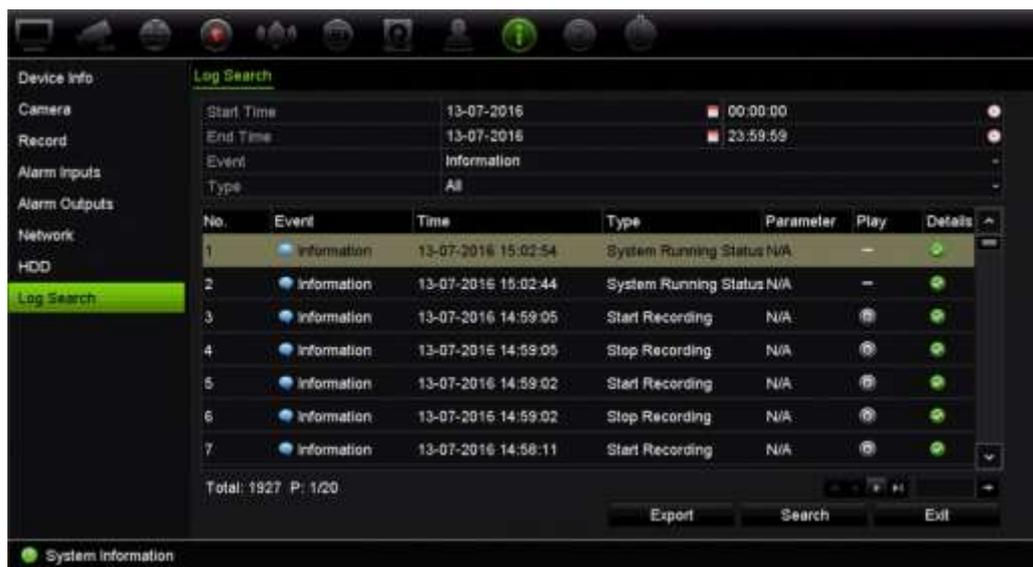 Device Info
Camera
Record
Alarm Inputs
Alarm Outputs
Network
HDD
Log Search
Log Search
Start Time 13-07-2016 00:00:00
End Time 13-07-2016 23:59:59
Event Information
Type All
No. Event Time Type Parameter Play Details
1 Information 13-07-2016 15:02:54 System Running Status N/A —
2 Information 13-07-2016 15:02:44 System Running Status N/A —
3 Information 13-07-2016 14:59:05 Start Recording N/A
4 Information 13-07-2016 14:59:05 Stop Recording N/A
5 Information 13-07-2016 14:59:02 Start Recording N/A
6 Information 13-07-2016 14:59:02 Stop Recording N/A
7 Information 13-07-2016 14:58:11 Start Recording N/A
Total: 1927 P: 1/20
Export Search Exit
System Information